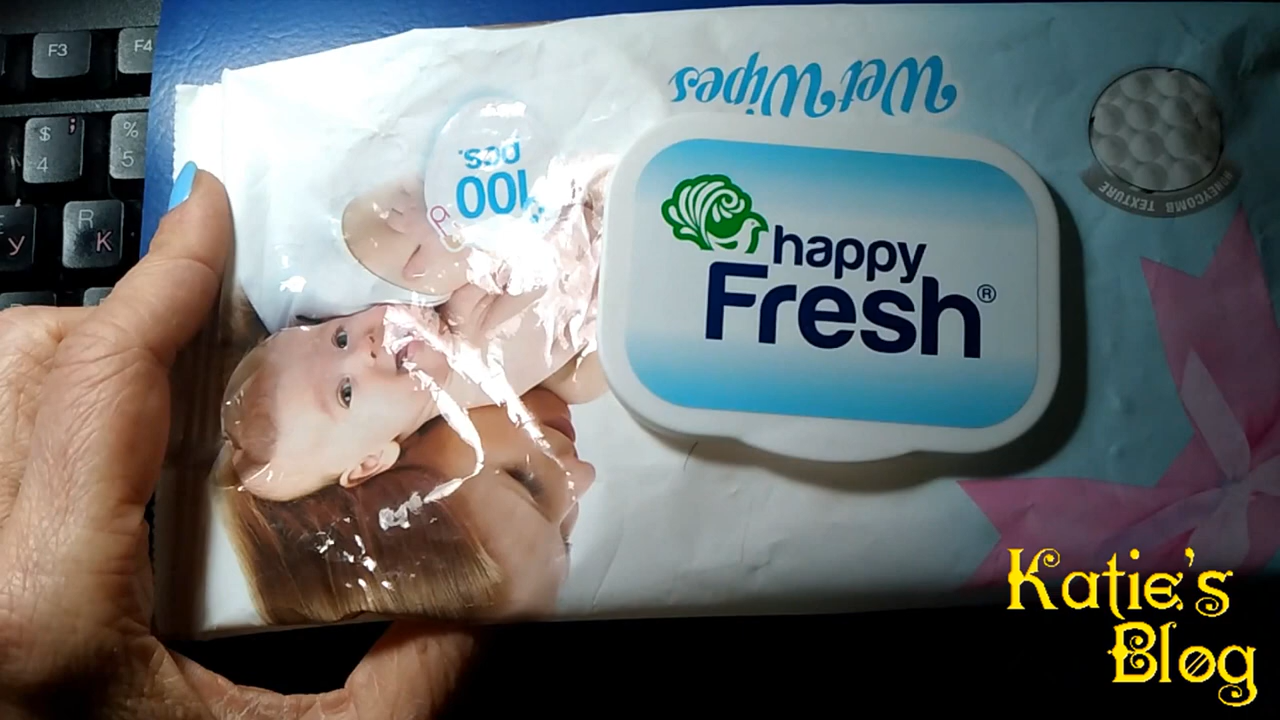 F3
F4
$
4
;
%
5
R
K
У
Wet Wipes
100
pcs.
happy
Fresh®
HONEYCOMB TEXTURE
Katie's
Blog